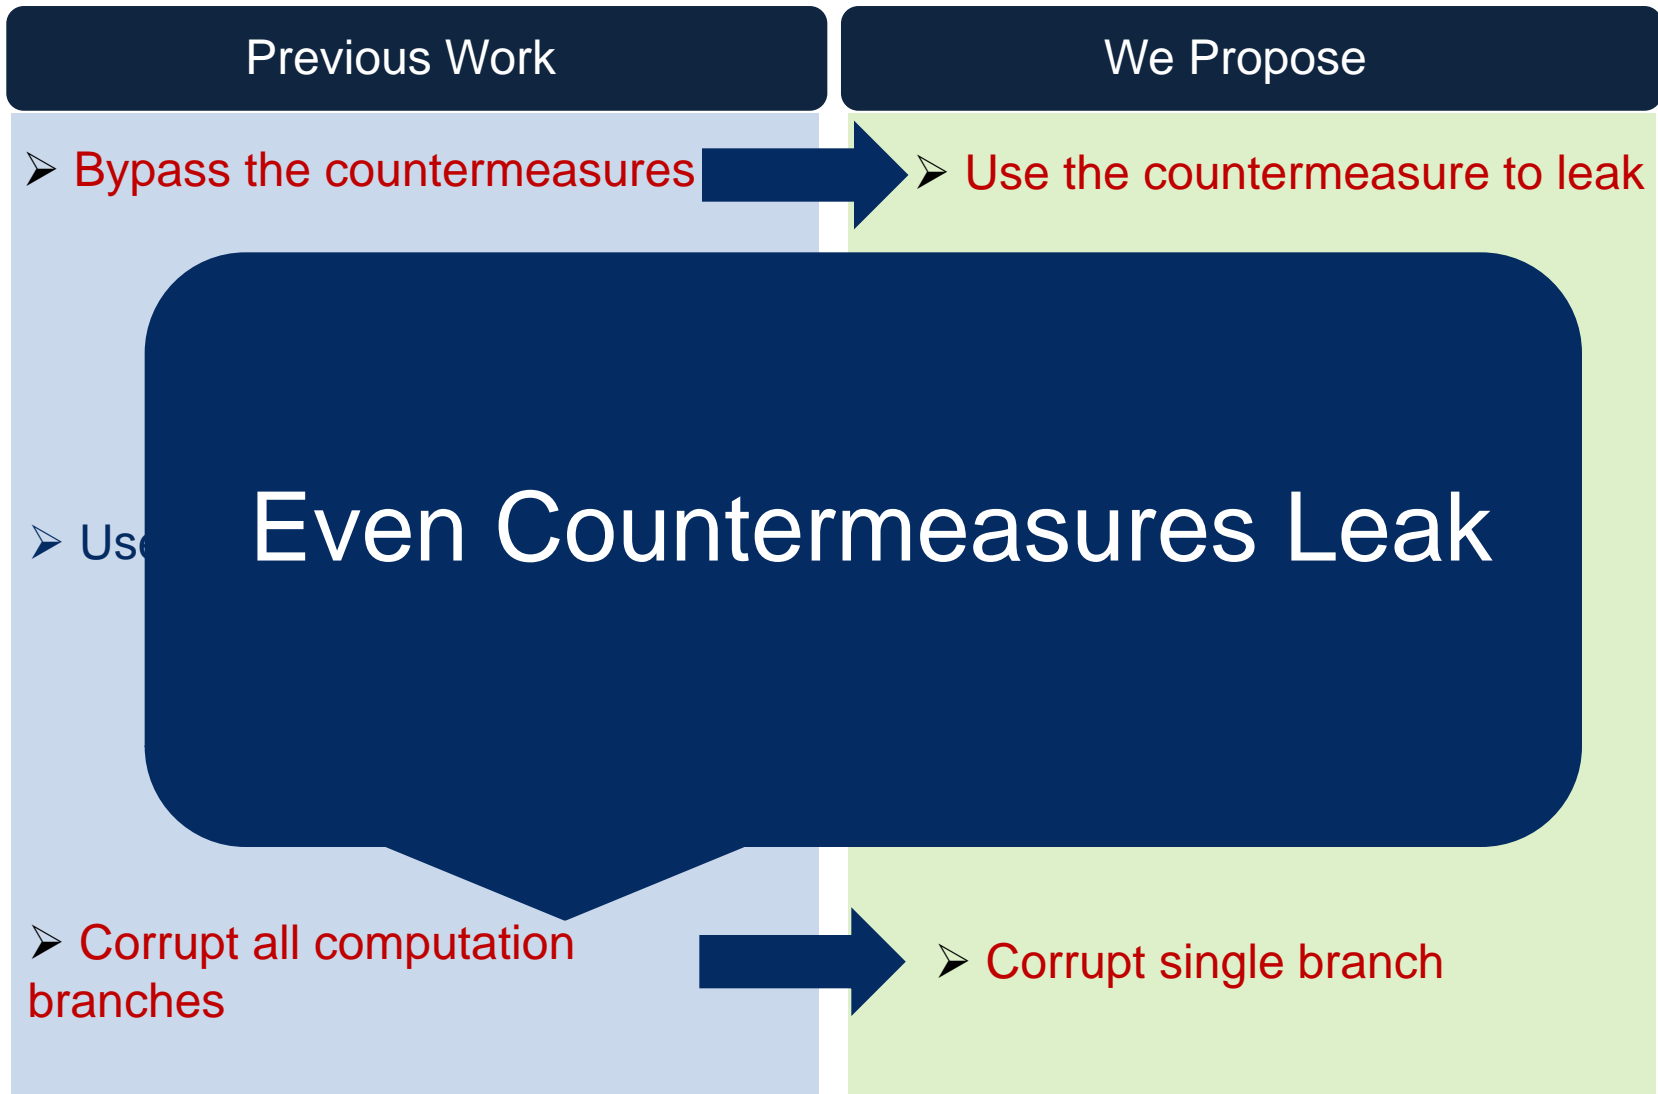 Previous Work
We Propose
➢ Bypass the countermeasures
➢ Use the countermeasure to leak
Even Countermeasures Leak
➢ Corrupt all computation
branches
➢ Corrupt single branch